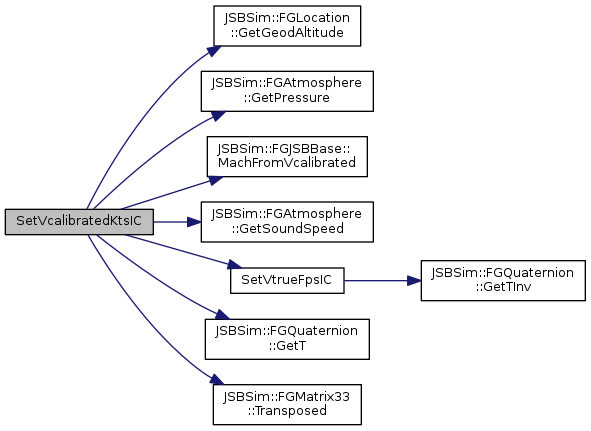 JSBSim::FGLocation
::GetGeodAltitude
JSBSim::FGAtmosphere
::GetPressure
JSBSim::FGJSBBase::
MachFromVcalibrated
SetVcalibratedKtsIC
JSBSim::FGAtmosphere
::GetSoundSpeed
SetVtrueFpsIC
JSBSim::FGQuaternion
::GetTInv
JSBSim::FGQuaternion
::GetT
JSBSim::FGMatrix33
::Transposed